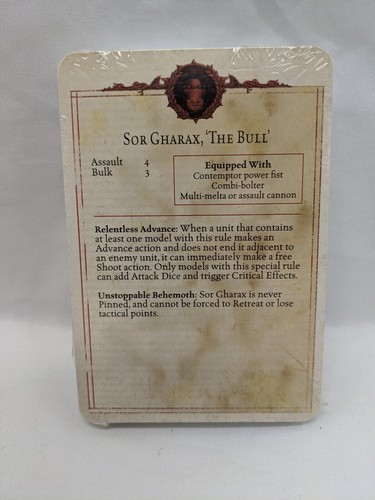 SOR GHARAX, 'THE BULL'
Assault 4
Bulk 3
Equipped With
Contemptor power fist
Combi-bolter
Multi-melta or assault cannon
Relentless Advance: When a unit that contains
at least one model with this rule makes an
Advance action and does not end it adjacent to
an enemy unit, it can immediately make a free
Shoot action. Only models with this special rule
can add Attack Dice and trigger Critical Effects.
Unstoppable Behemoth: Sor Gharax is never
Pinned, and cannot be forced to Retreat or lose
tactical points.